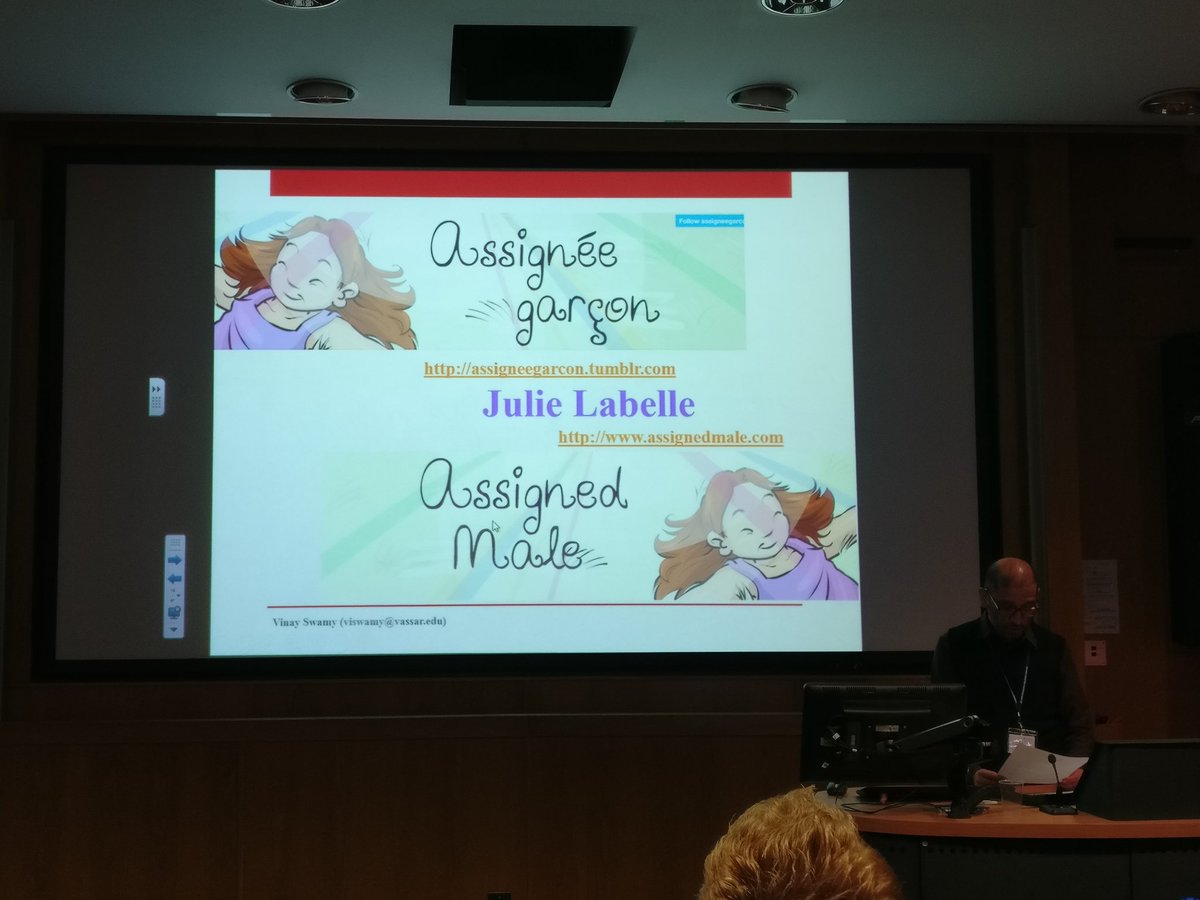 Follow assigneegarco
Assignée
garçon
http://assigneegarcon.tumblr.com
Julie Labelle
http://www.assignedmale.com
Assigned
Male
Vinay Swamy (viswamy@vassar.edu)